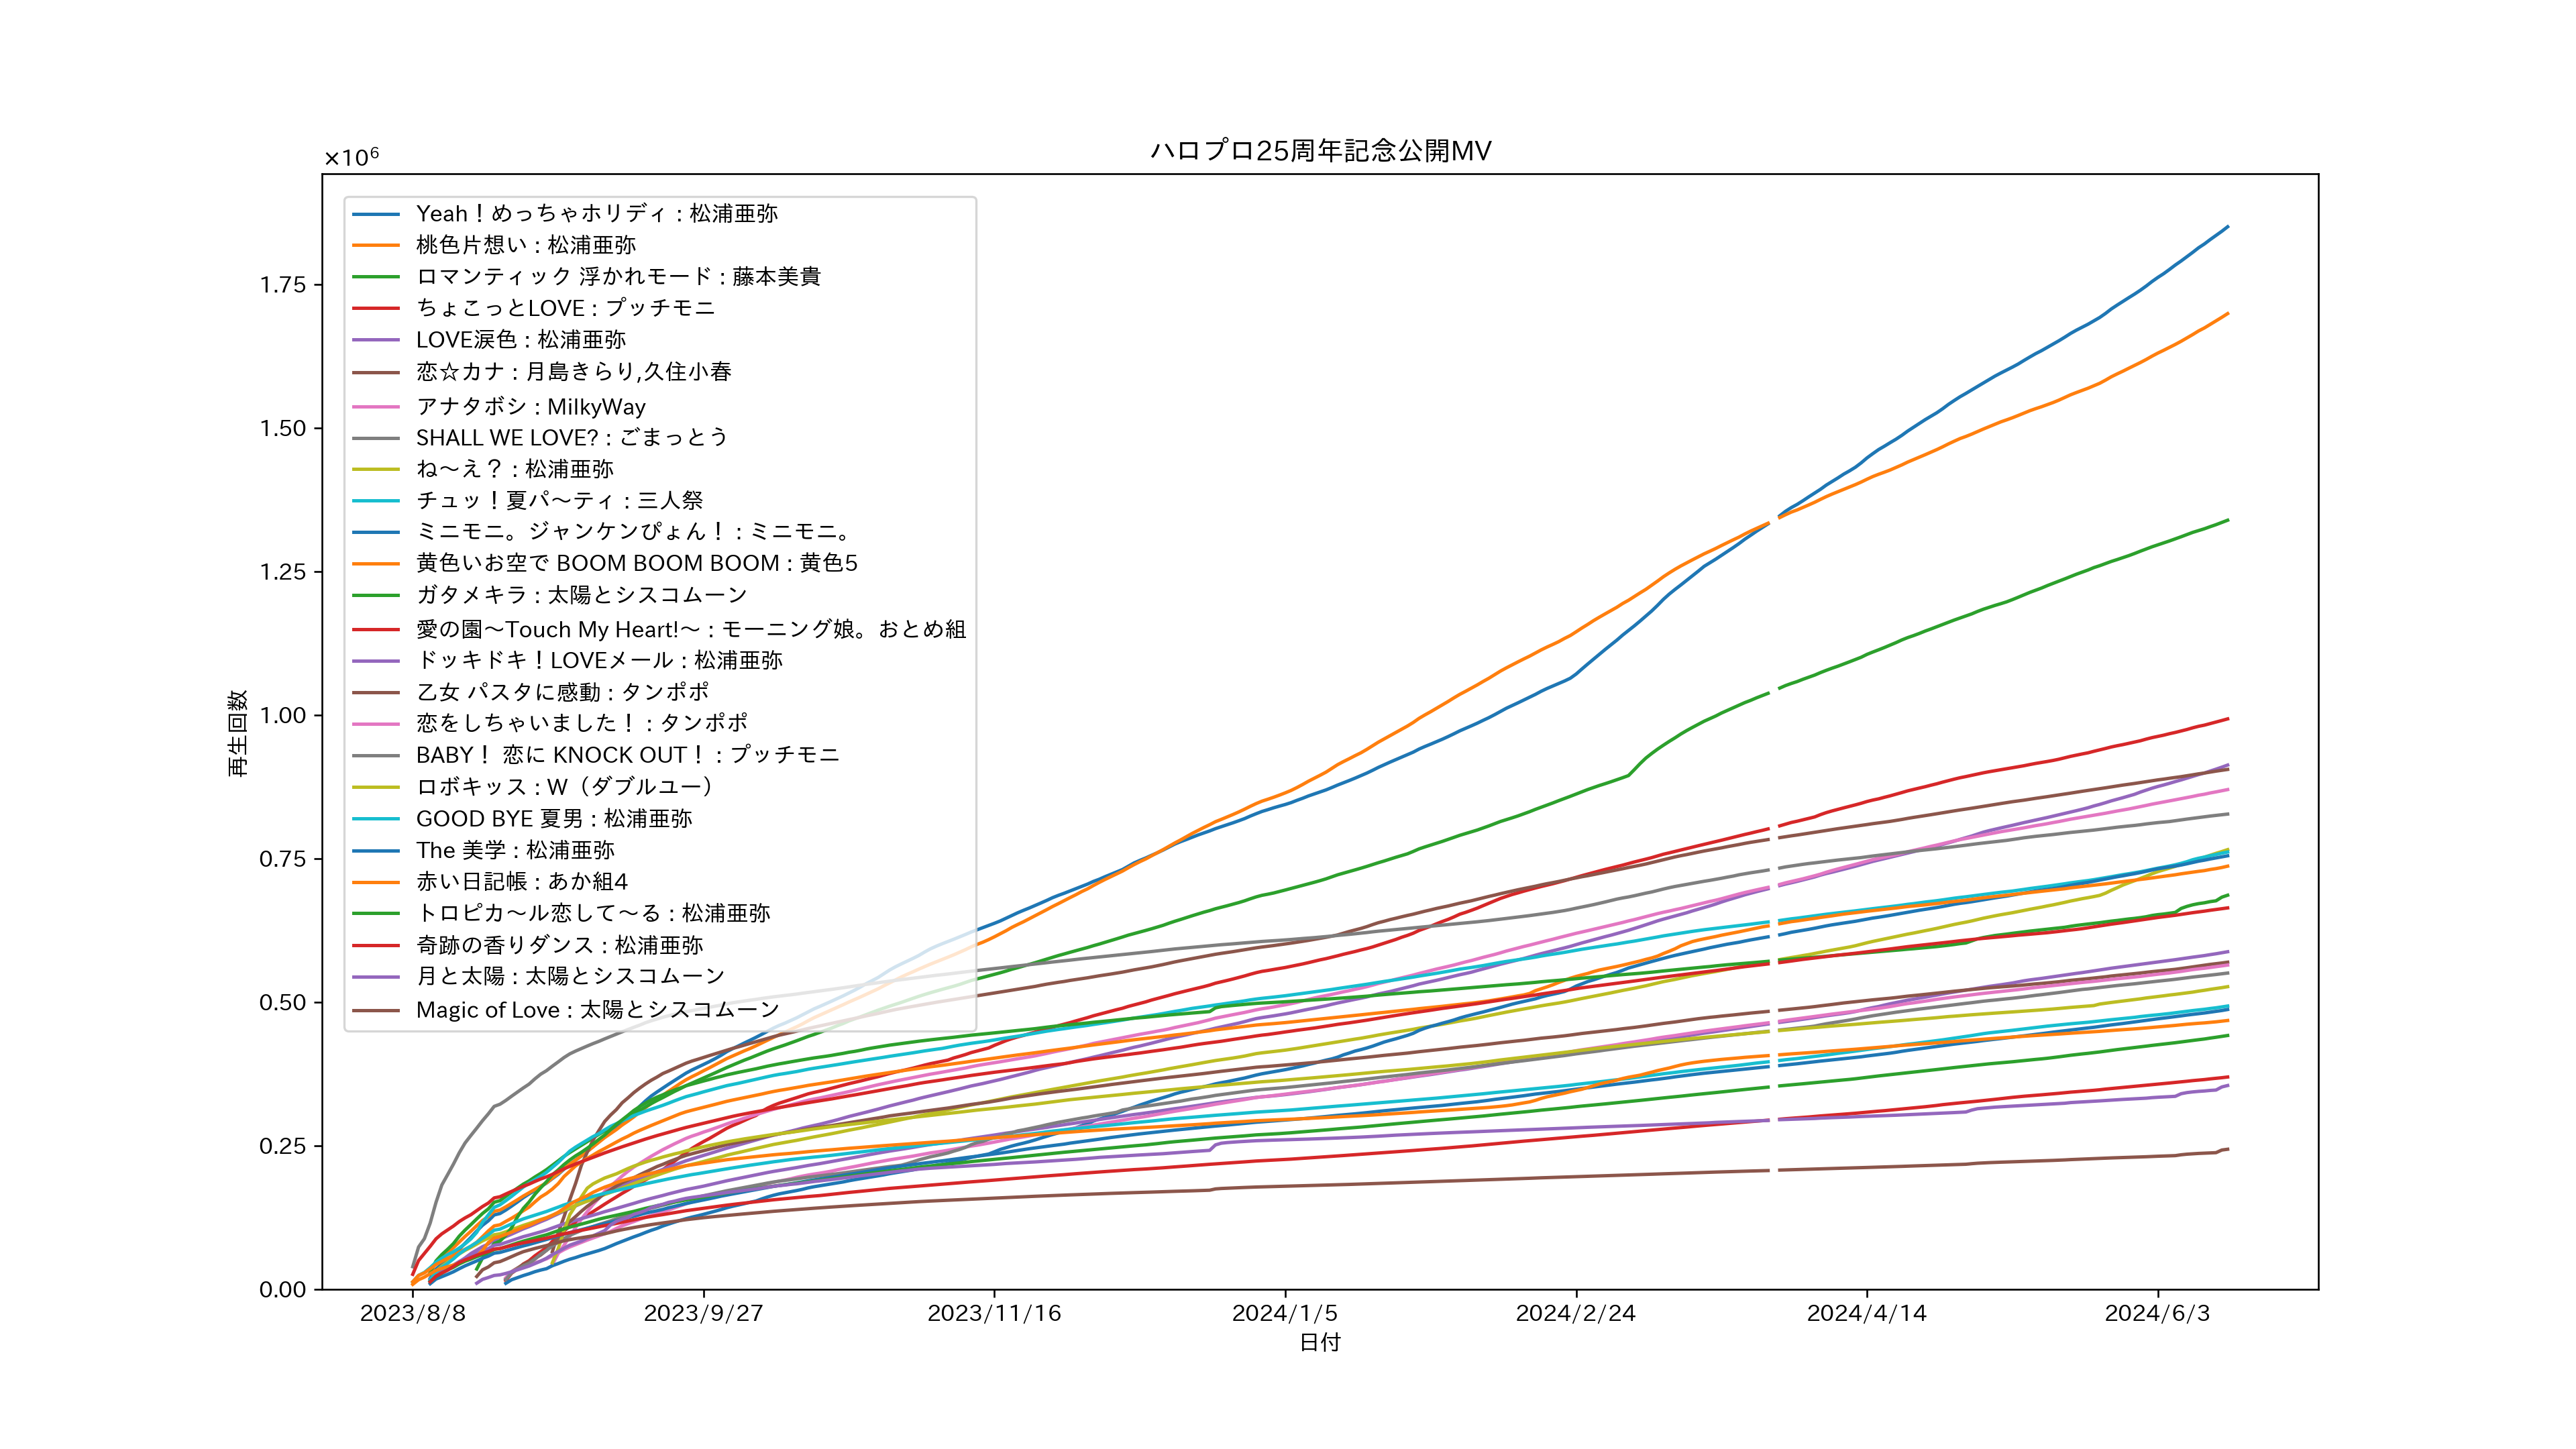 ハロプロ25周年記念公開MV
×10⁶
1.75
1.50
1.25
1.00
0.75
0.50
0.25
0.00
再生回数
Yeah！めっちゃホリディ : 松浦亜弥
桃色片想い : 松浦亜弥
ロマンティック 浮かれモード : 藤本美貴
ちょこっとLOVE : プッチモニ
LOVE涙色 : 松浦亜弥
恋☆カナ : 月島きらり,久住小春
アナタボシ : MilkyWay
SHALL WE LOVE? : ごまっとう
ね〜え？ : 松浦亜弥
チュッ！夏パ〜ティ : 三人祭
ミニモニ。ジャンケンぴょん！ : ミニモニ。
黄色いお空で BOOM BOOM BOOM : 黄色5
ガタメキラ : 太陽とシスコムーン
愛の園〜Touch My Heart!〜 : モーニング娘。おとめ組
ドッキドキ！LOVEメール : 松浦亜弥
乙女 パスタに感動 : タンポポ
恋をしちゃいました！ : タンポポ
BABY！ 恋に KNOCK OUT！ : プッチモニ
ロボキッス : W（ダブルユー）
GOOD BYE 夏男 : 松浦亜弥
The 美学 : 松浦亜弥
赤い日記帳 : あか組4
トロピカ〜ル恋して〜る : 松浦亜弥
奇跡の香りダンス : 松浦亜弥
月と太陽 : 太陽とシスコムーン
Magic of Love : 太陽とシスコムーン
2023/8/8 2023/9/27 2023/11/16 2024/1/5 2024/2/24 2024/4/14 2024/6/3
日付